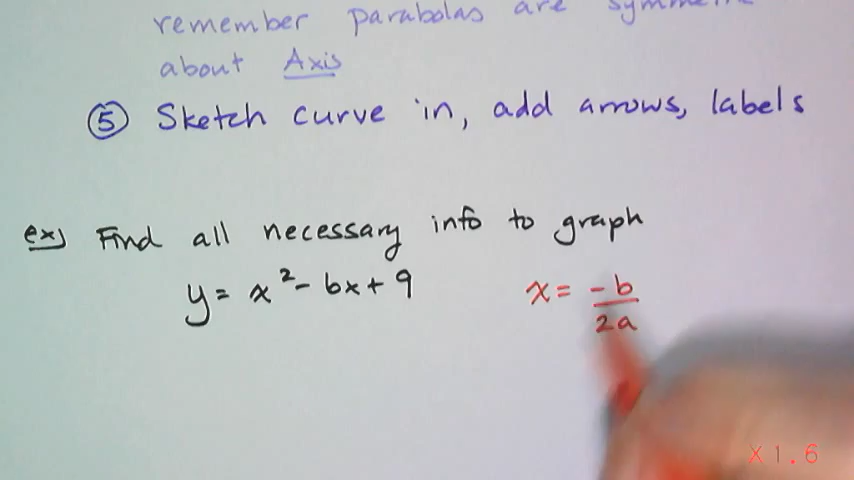 remember parabolas are
about Axis
⑤ Sketch curve in, add arrows, labels
ex) Find all necessary info to graph
y = x² - 6x + 9
x = -b/2a
X1.6